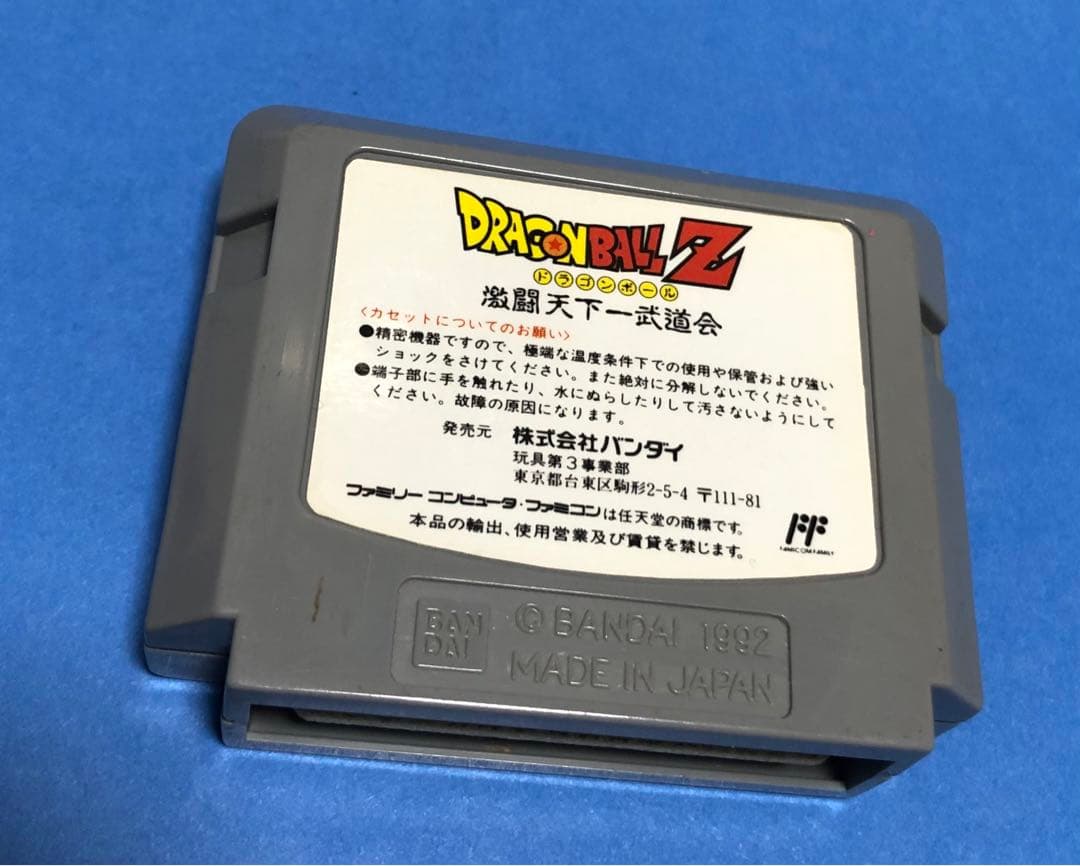 DRAGON BALL Z
ドラゴンボール
激闘天下一武道会
〈カセットについてのお願い〉
●精密機器ですので、極端な温度条件下での使用や保管および強い
ショックをさけてください。また絶対に分解しないでください。
●端子部に手を触れたり、水にぬらしたりして汚さないようにして
ください。故障の原因になります。
発売元 株式会社バンダイ
玩具第3事業部
東京都台東区駒形2-5-4 〒111-81
ファミリーコンピュータ・ファミコンは任天堂の商標です。
本品の輸出、使用営業及び賃貸を禁じます。
FF
BAN
DAI
© BANDAI 1992
MADE IN JAPAN